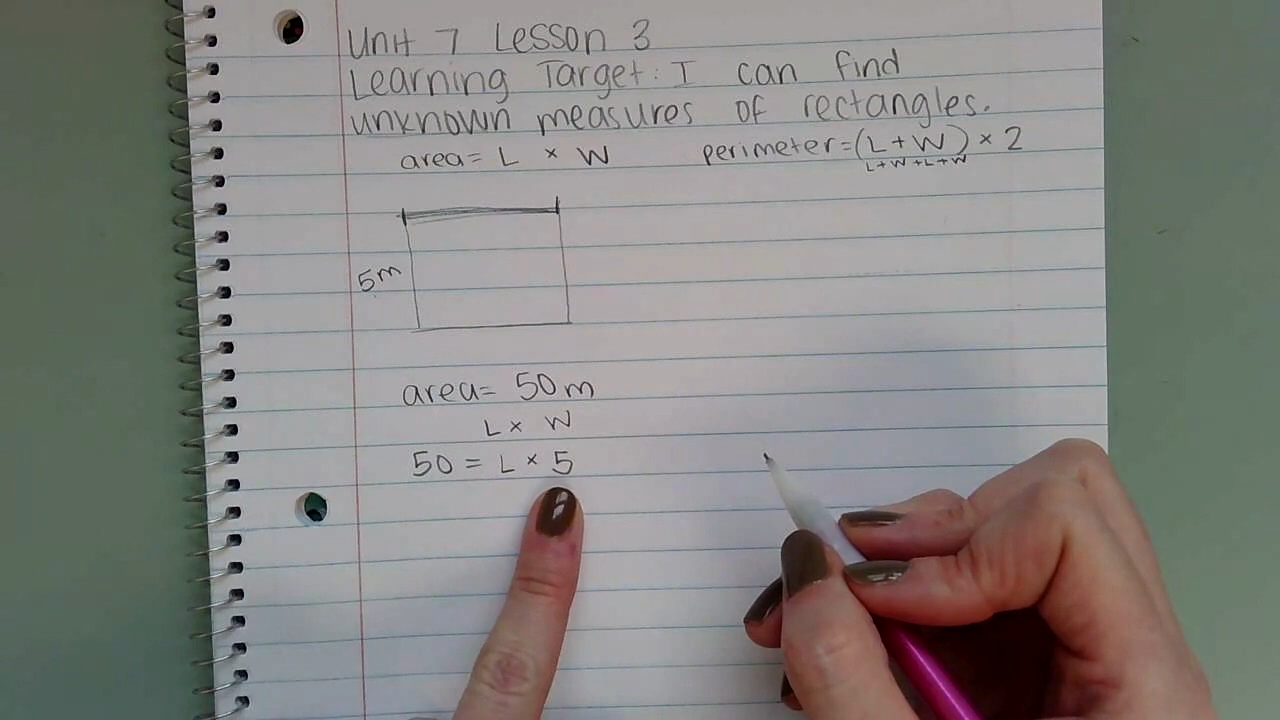 Unit 7 Lesson 3
Learning Target: I can find
unknown measures of rectangles.
area= L × W perimeter=(L+W)×2
L+W+L+W
5m
area= 50m
L× W
50 = L × 5